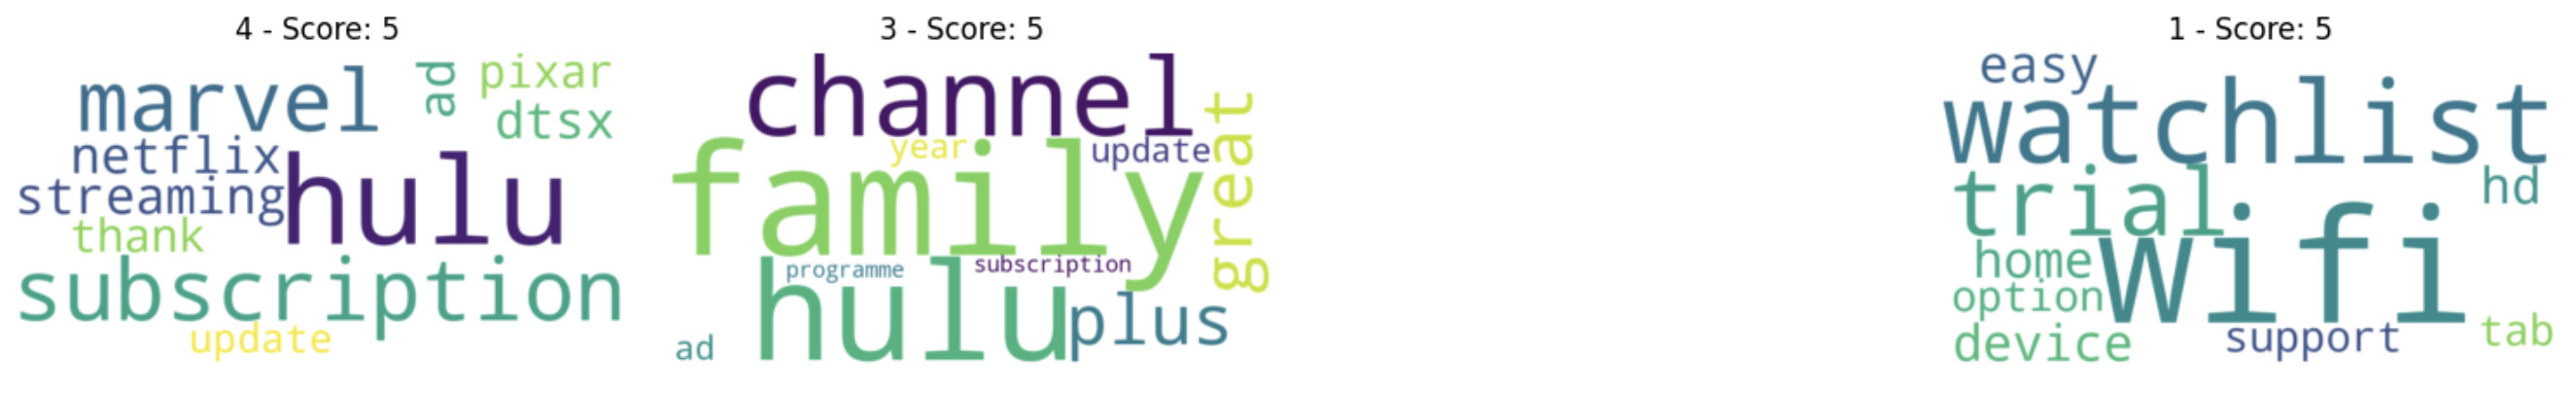 4 - Score: 5
marvel
ad
pixar
dtsx
netflix
streaming
hulu
thank
subscription
update
3 - Score: 5
channel
year
update
great
family
programme
subscription
hulu
plus
ad
1 - Score: 5
easy
watchlist
trial
hd
home
Wifi
option
device
support
tab